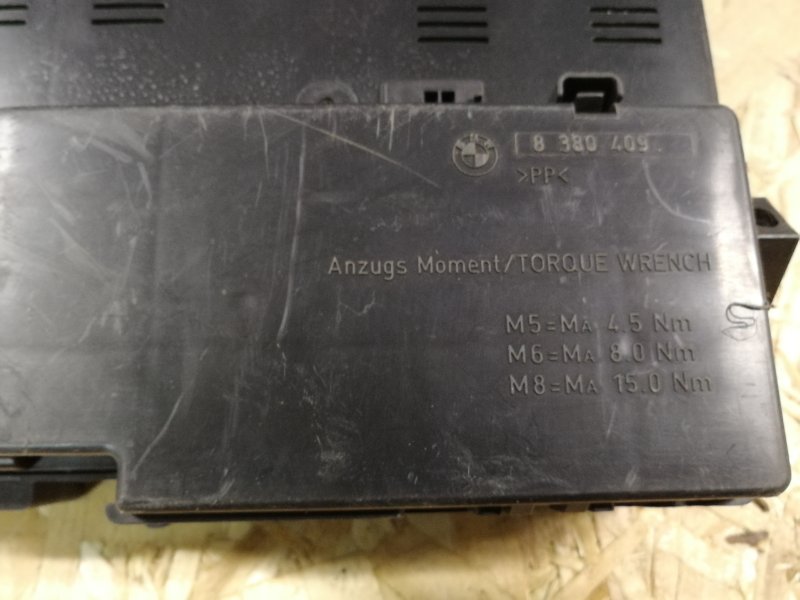 8 380 409
>PP<
Anzugs Moment/TORQUE WRENCH
M5=MA 4.5 Nm
M6=MA 8.0 Nm
M8=MA 15.0 Nm